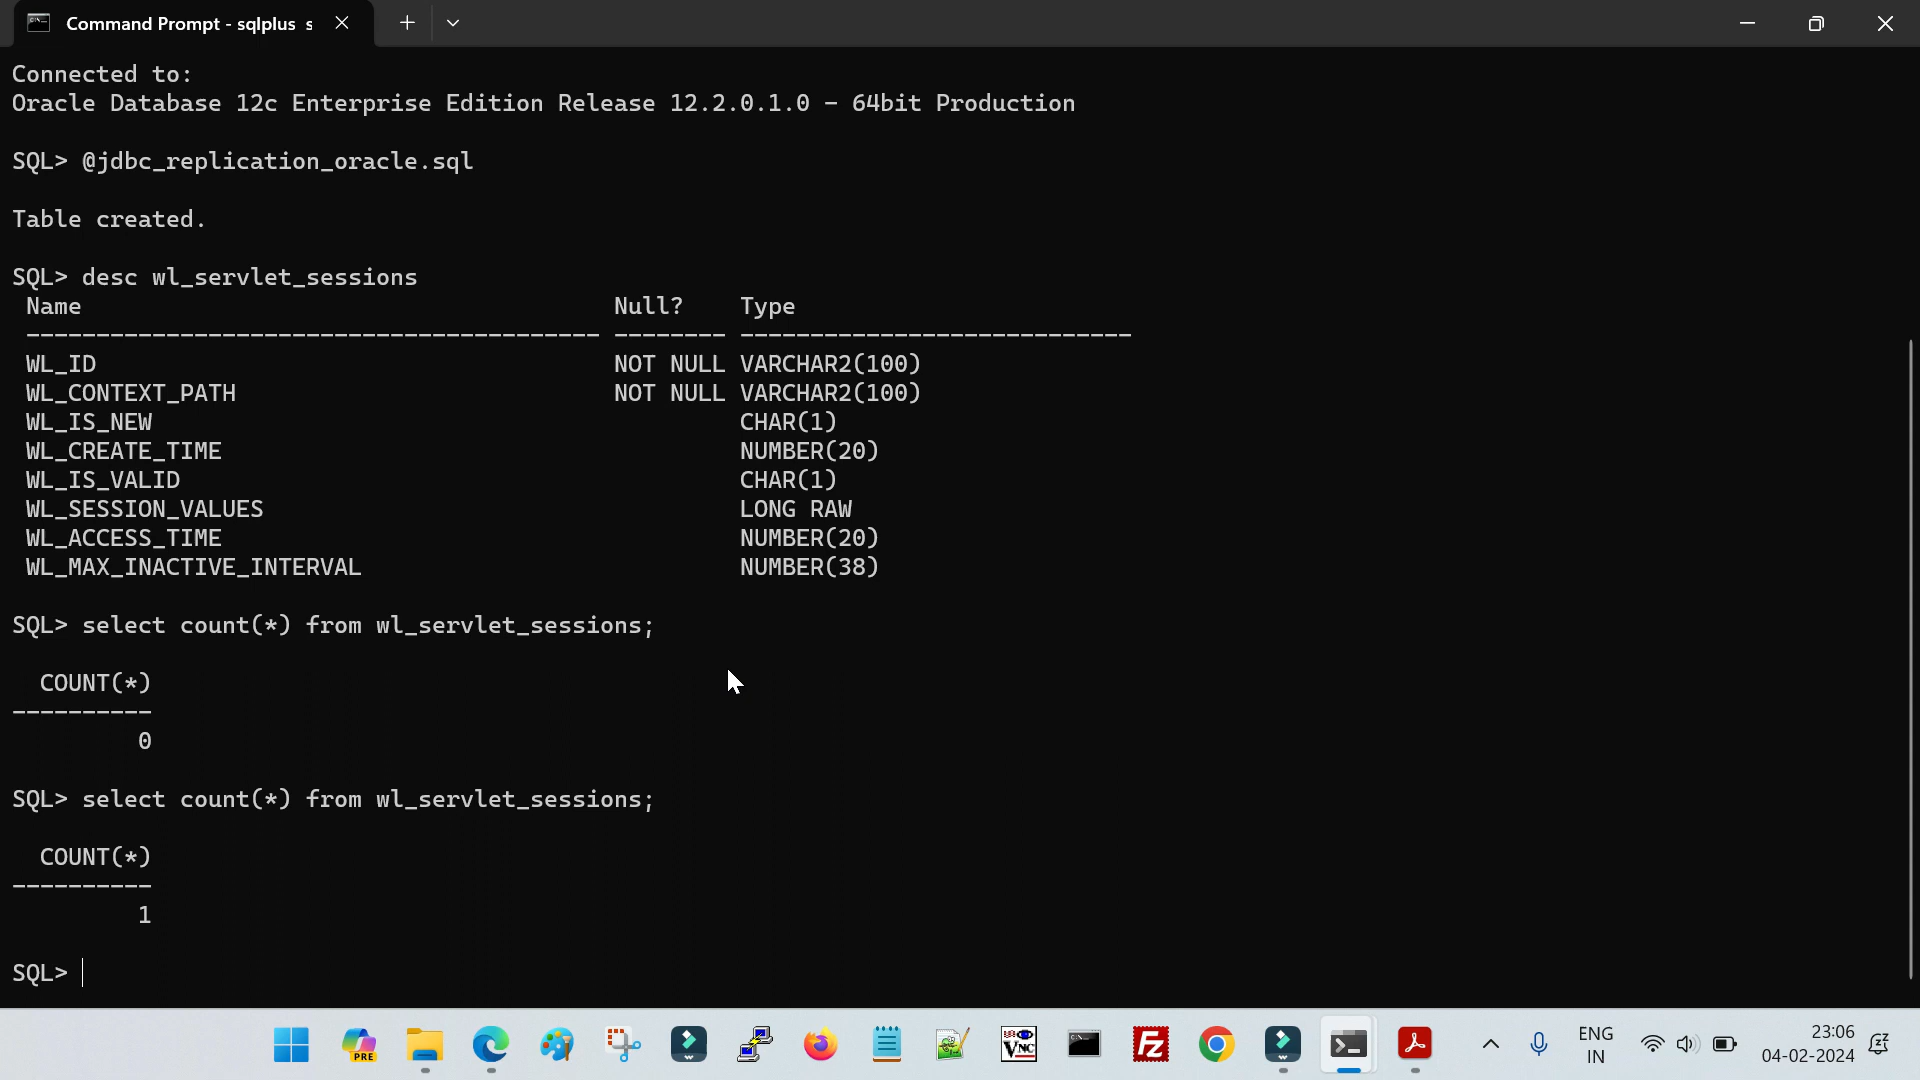 Command Prompt - sqlplus s
Connected to:
Oracle Database 12c Enterprise Edition Release 12.2.0.1.0 - 64bit Production
SQL> @jdbc_replication_oracle.sql
Table created.
SQL> desc wl_servlet_sessions
 Name                                      Null?    Type
 ----------------------------------------- -------- ----------------------------
 WL_ID                                     NOT NULL VARCHAR2(100)
 WL_CONTEXT_PATH                           NOT NULL VARCHAR2(100)
 WL_IS_NEW                                          CHAR(1)
 WL_CREATE_TIME                                     NUMBER(20)
 WL_IS_VALID                                        CHAR(1)
 WL_SESSION_VALUES                                  LONG RAW
 WL_ACCESS_TIME                                     NUMBER(20)
 WL_MAX_INACTIVE_INTERVAL                           NUMBER(38)
SQL> select count(*) from wl_servlet_sessions;
  COUNT(*)
----------
         0
SQL> select count(*) from wl_servlet_sessions;
  COUNT(*)
----------
         1
SQL>
PRE
VNC
Fz
ENG
IN
23:06
04-02-2024